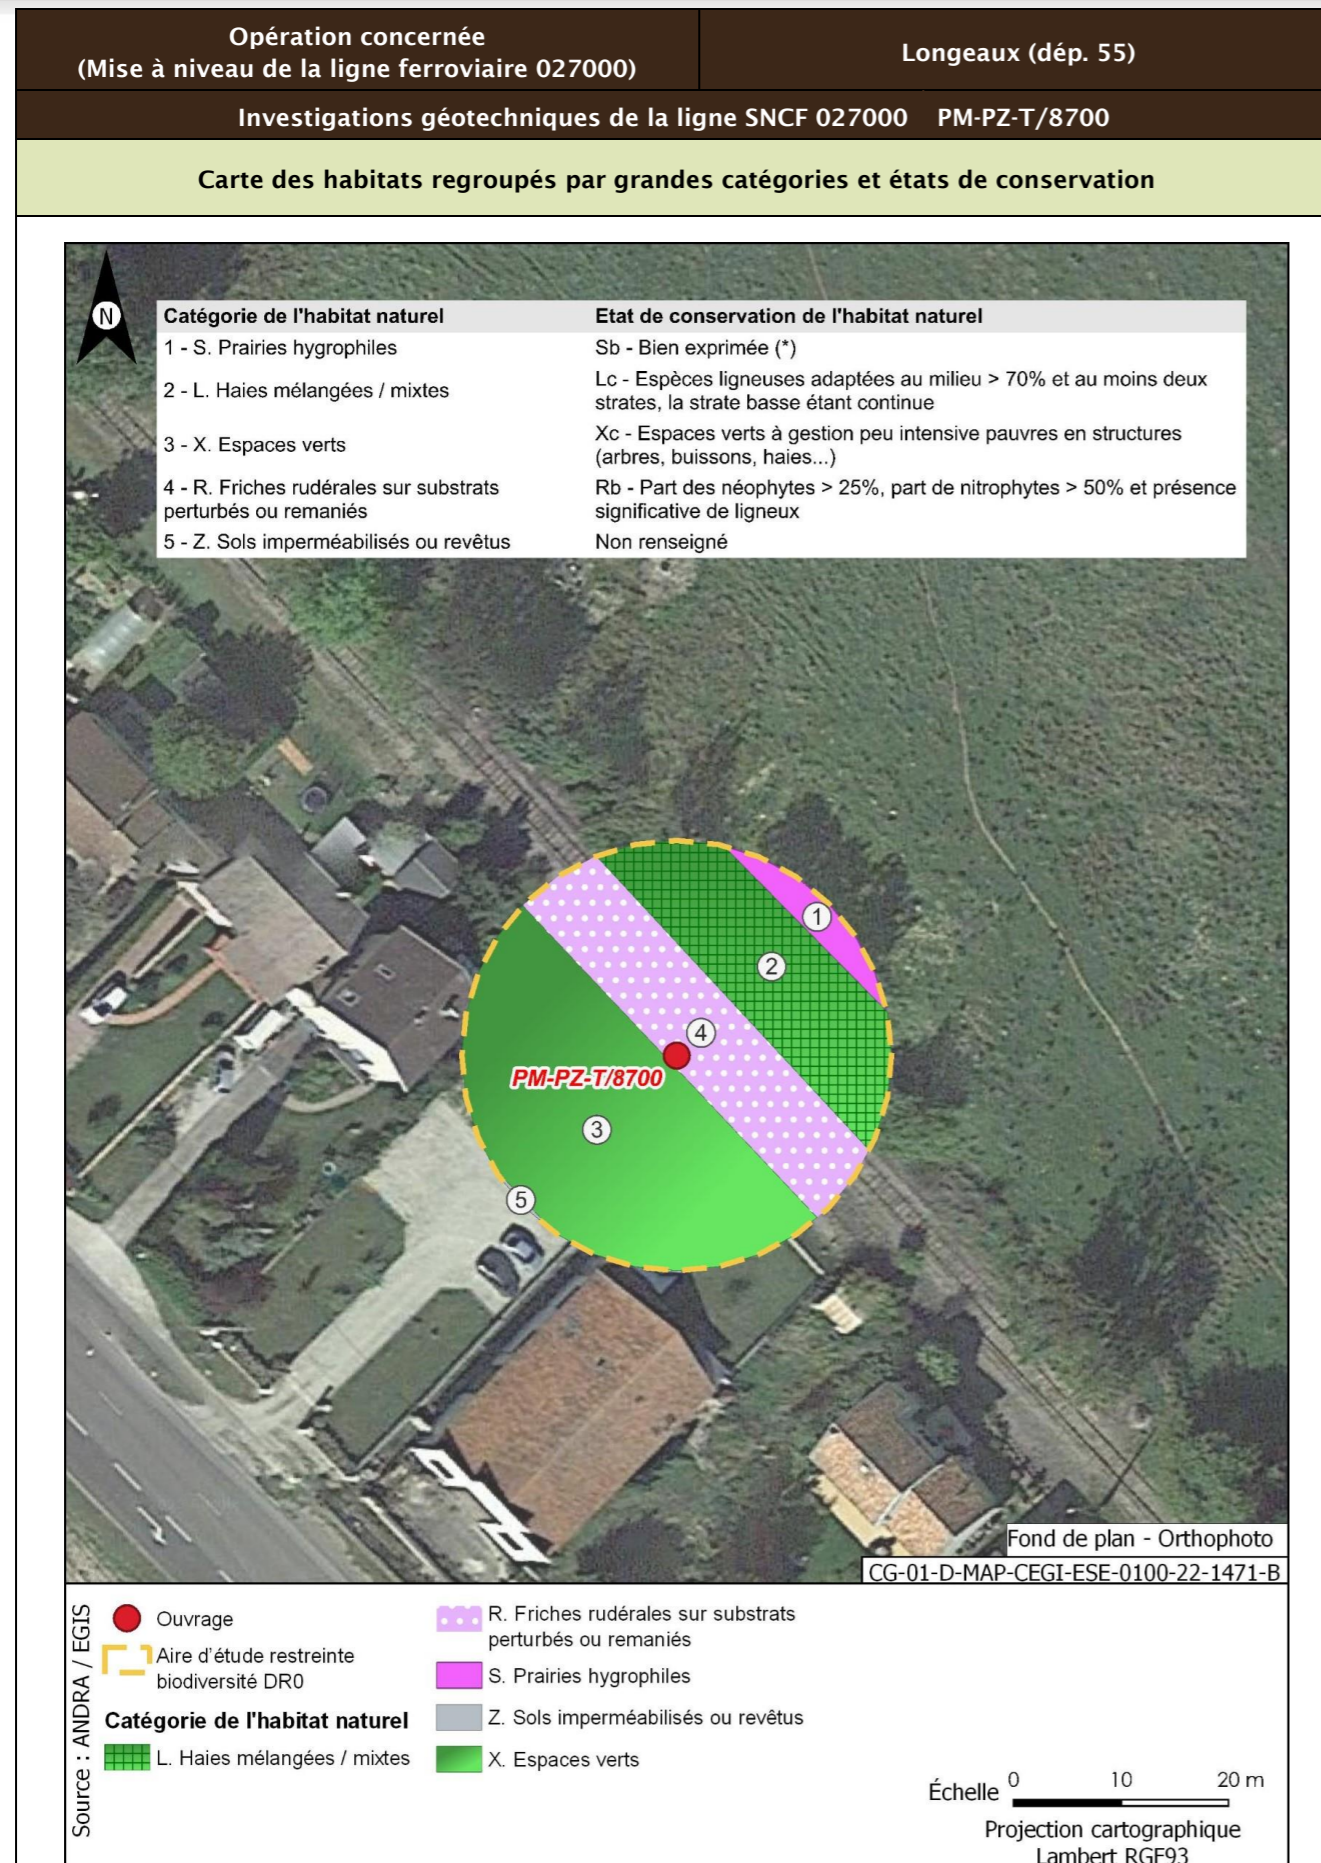 Opération concernée
(Mise à niveau de la ligne ferroviaire 027000)
Longeaux (dép. 55)
Investigations géotechniques de la ligne SNCF 027000 PM-PZ-T/8700
Carte des habitats regroupés par grandes catégories et états de conservation
N
Catégorie de l'habitat naturel
Etat de conservation de l'habitat naturel
1 - S. Prairies hygrophiles
Sb - Bien exprimée (*)
2 - L. Haies mélangées / mixtes
Lc - Espèces ligneuses adaptées au milieu > 70% et au moins deux
strates, la strate basse étant continue
3 - X. Espaces verts
Xc - Espaces verts à gestion peu intensive pauvres en structures
(arbres, buissons, haies...)
4 - R. Friches rudérales sur substrats
perturbés ou remaniés
Rb - Part des néophytes > 25%, part de nitrophytes > 50% et présence
significative de ligneux
5 - Z. Sols imperméabilisés ou revêtus
Non renseigné
1
2
4
PM-PZ-T/8700
3
5
Fond de plan - Orthophoto
CG-01-D-MAP-CEGI-ESE-0100-22-1471-B
Source : ANDRA / EGIS
Ouvrage
Aire d'étude restreinte
biodiversité DR0
Catégorie de l'habitat naturel
L. Haies mélangées / mixtes
R. Friches rudérales sur substrats
perturbés ou remaniés
S. Prairies hygrophiles
Z. Sols imperméabilisés ou revêtus
X. Espaces verts
Échelle 0 10 20 m
Projection cartographique
Lambert RGF93